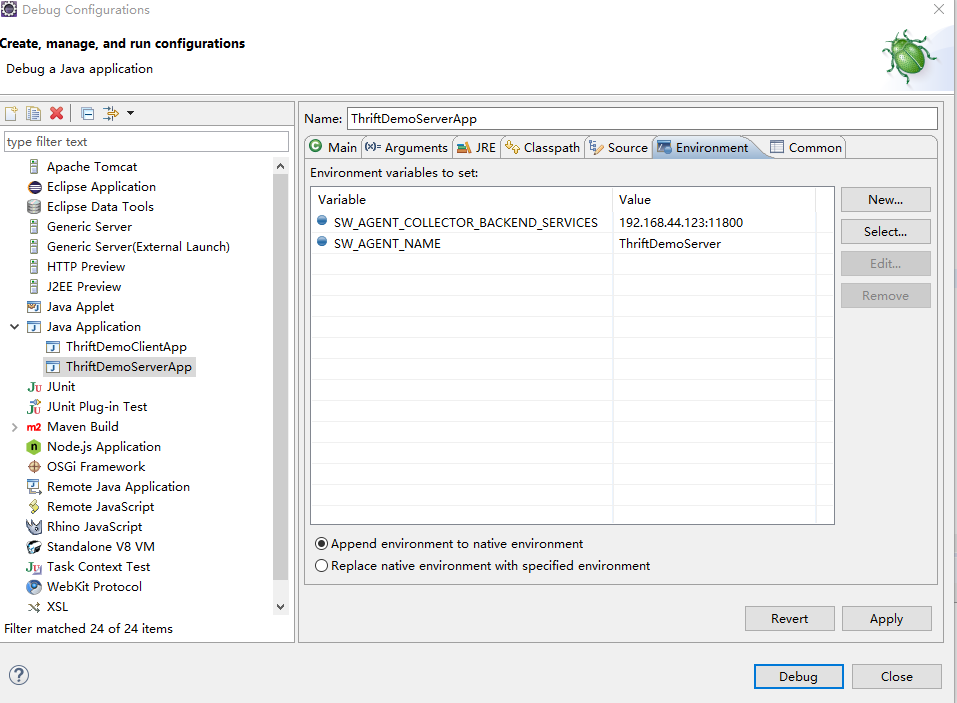 Debug Configurations
Create, manage, and run configurations
Debug a Java application
type filter text
Apache Tomcat
Eclipse Application
Eclipse Data Tools
Generic Server
Generic Server(External Launch)
HTTP Preview
J2EE Preview
Java Applet
Java Application
ThriftDemoClientApp
ThriftDemoServerApp
JUnit
JUnit Plug-in Test
m2 Maven Build
Node.js Application
OSGi Framework
Remote Java Application
Remote JavaScript
Rhino JavaScript
Standalone V8 VM
Task Context Test
WebKit Protocol
XSL
Filter matched 24 of 24 items
Name: ThriftDemoServerApp
Main (x)= Arguments JRE Classpath Source Environment Common
Environment variables to set:
Variable Value
SW_AGENT_COLLECTOR_BACKEND_SERVICES 192.168.44.123:11800
SW_AGENT_NAME ThriftDemoServer
New...
Select...
Edit...
Remove
Append environment to native environment
Replace native environment with specified environment
Revert Apply
? Debug Close